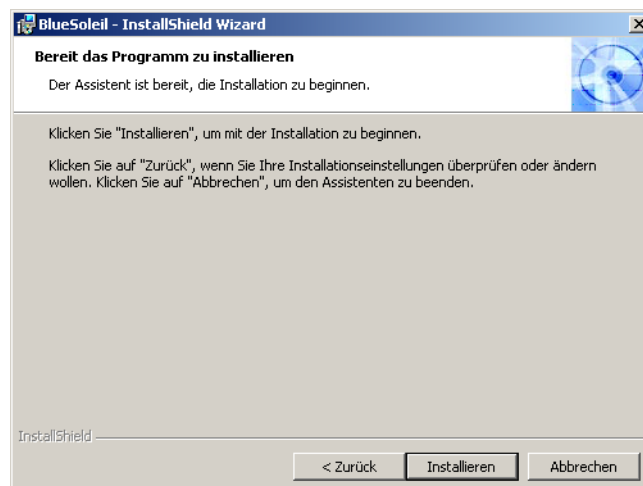 BlueSoleil - InstallShield Wizard
Bereit das Programm zu installieren
Der Assistent ist bereit, die Installation zu beginnen.
Klicken Sie "Installieren", um mit der Installation zu beginnen.
Klicken Sie auf "Zurück", wenn Sie Ihre Installationseinstellungen überprüfen oder ändern
wollen. Klicken Sie auf "Abbrechen", um den Assistenten zu beenden.
InstallShield
< Zurück Installieren Abbrechen